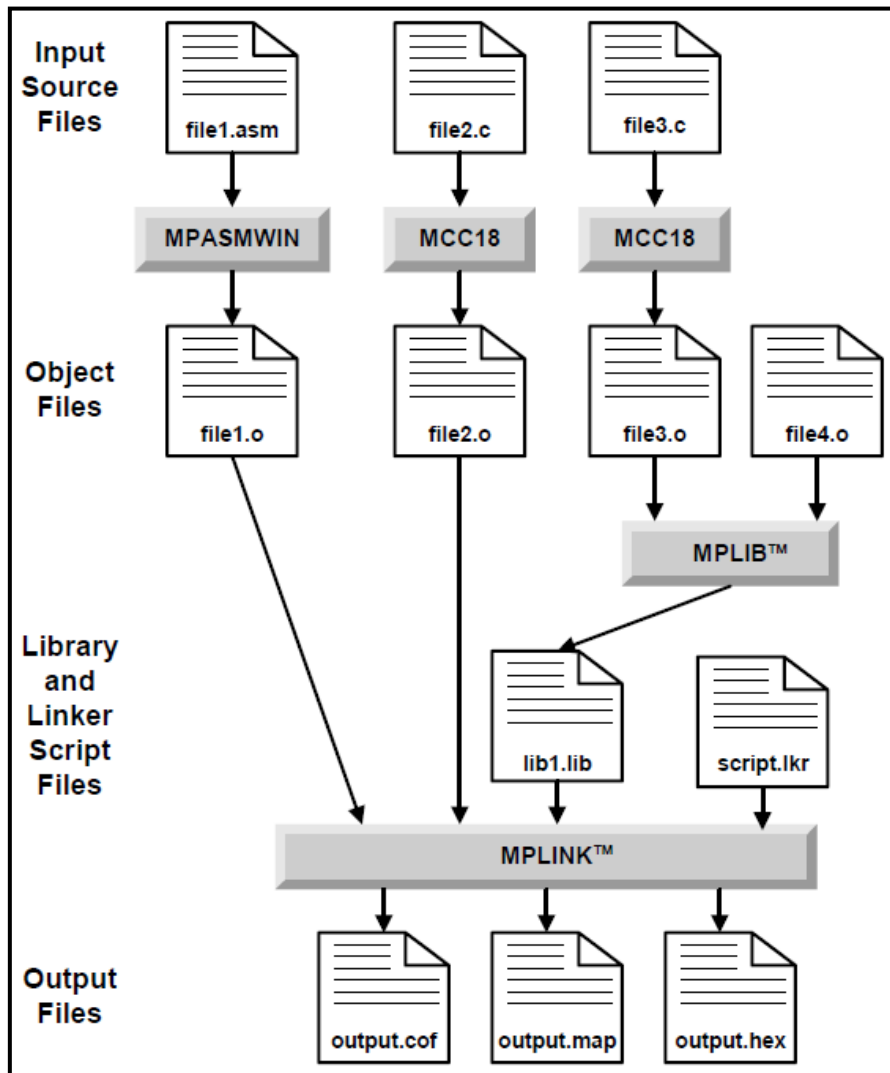 Input
Source
Files
file1.asm
file2.c
file3.c
MPASMWIN
MCC18
MCC18
Object
Files
file1.o
file2.o
file3.o
file4.o
MPLIB™
Library
and
Linker
Script
Files
lib1.lib
script.lkr
MPLINK™
Output
Files
output.cof
output.map
output.hex